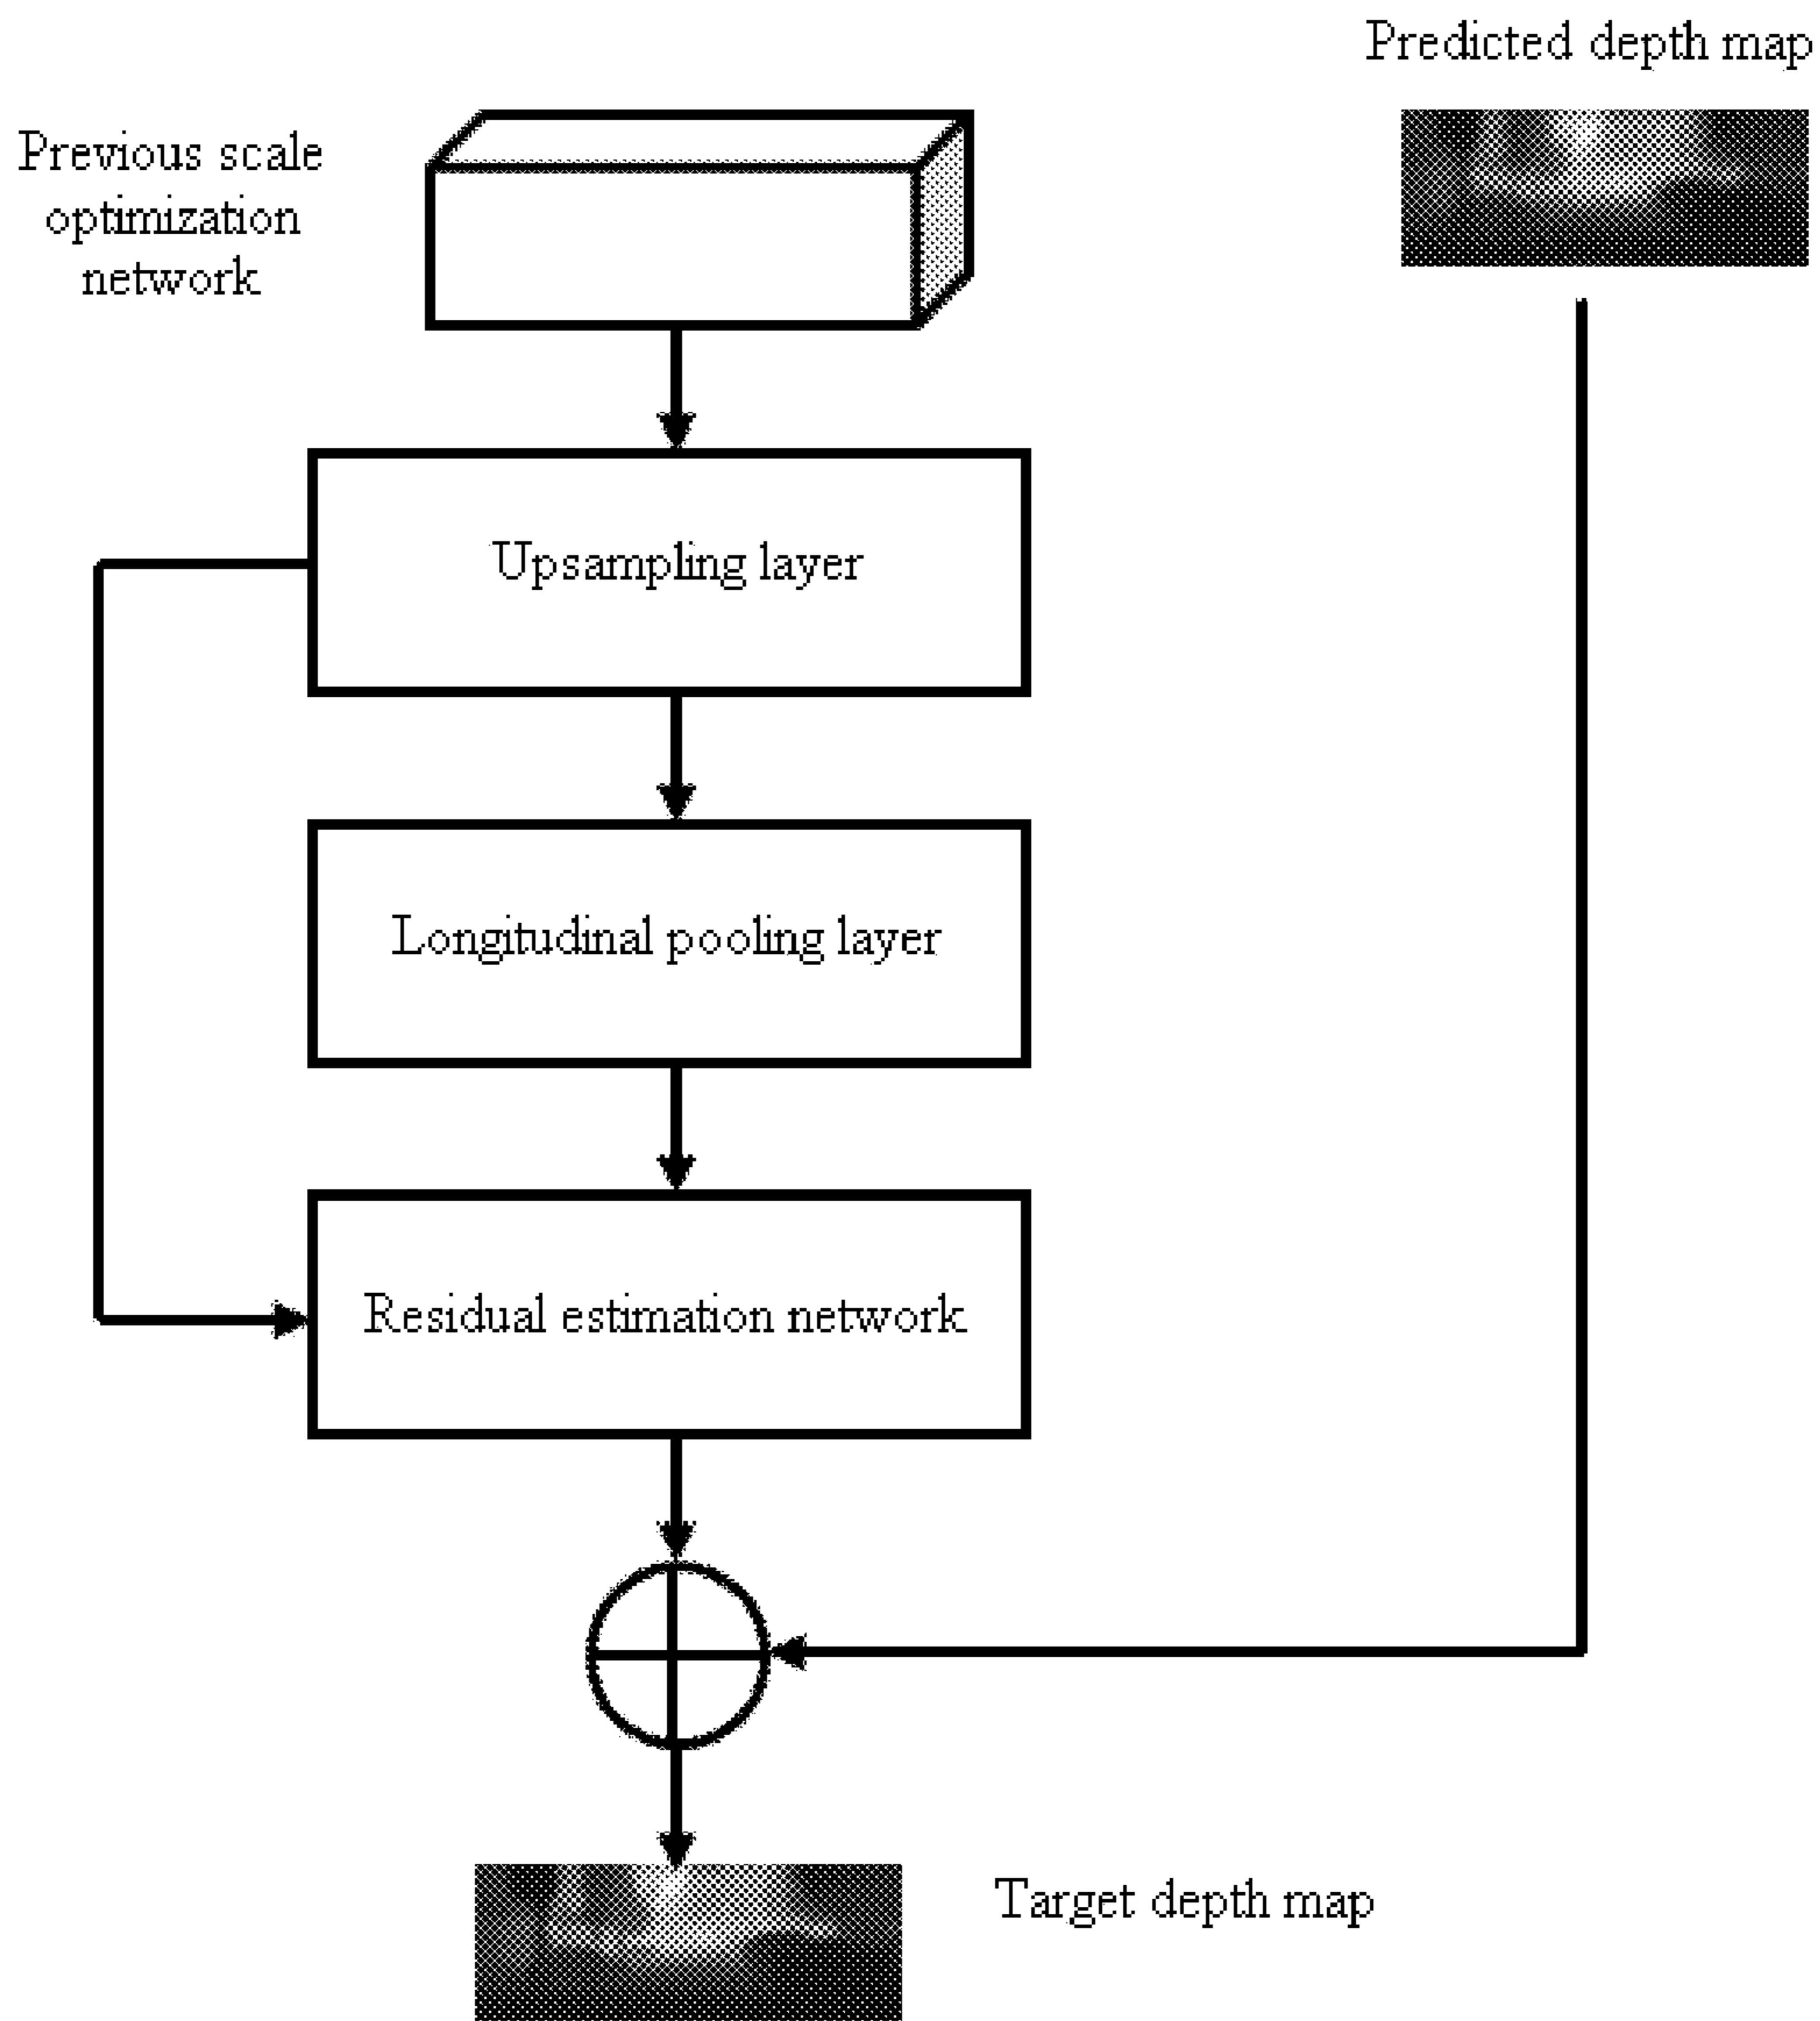 Predicted depth map
Previous scale
optimization
network
Upsampling layer
Longitudinal pooling layer
Residual estimation network
Target depth map